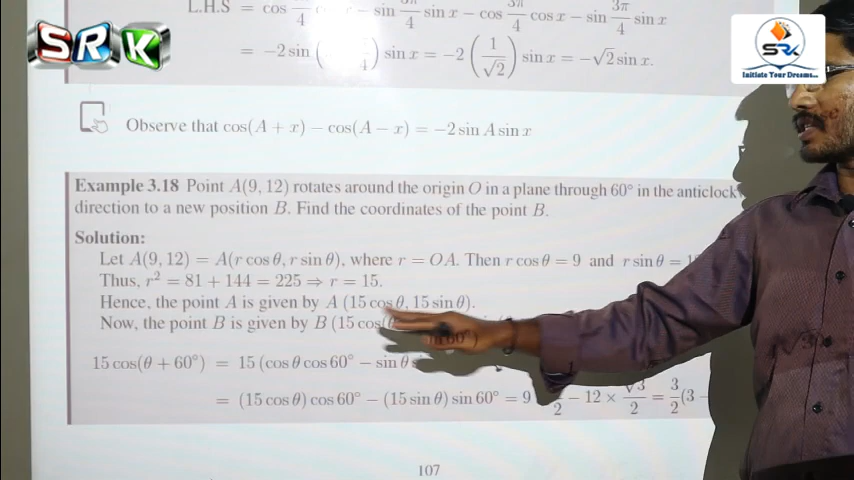 L.H.S = cos 3π/4 cos x − sin 3π/4 sin x − cos 3π/4 cos x − sin 3π/4 sin x
= −2 sin ( /4) sin x = −2 (1/√2) sin x = −√2 sin x.
SRK
SRK
Initiate Your Dreams...
Observe that cos(A + x) − cos(A − x) = −2 sin A sin x
Example 3.18 Point A(9, 12) rotates around the origin O in a plane through 60° in the anticlock
direction to a new position B. Find the coordinates of the point B.
Solution:
Let A(9, 12) = A(r cos θ, r sin θ), where r = OA. Then r cos θ = 9 and r sin θ = 1
Thus, r² = 81 + 144 = 225 ⇒ r = 15.
Hence, the point A is given by A (15 cos θ, 15 sin θ).
Now, the point B is given by B (15 cos(θ
15 cos(θ + 60°) = 15 (cos θ cos 60° − sin θ
= (15 cos θ) cos 60° − (15 sin θ) sin 60° = 9 /2 − 12 × √3/2 = 3/2(3 −
107